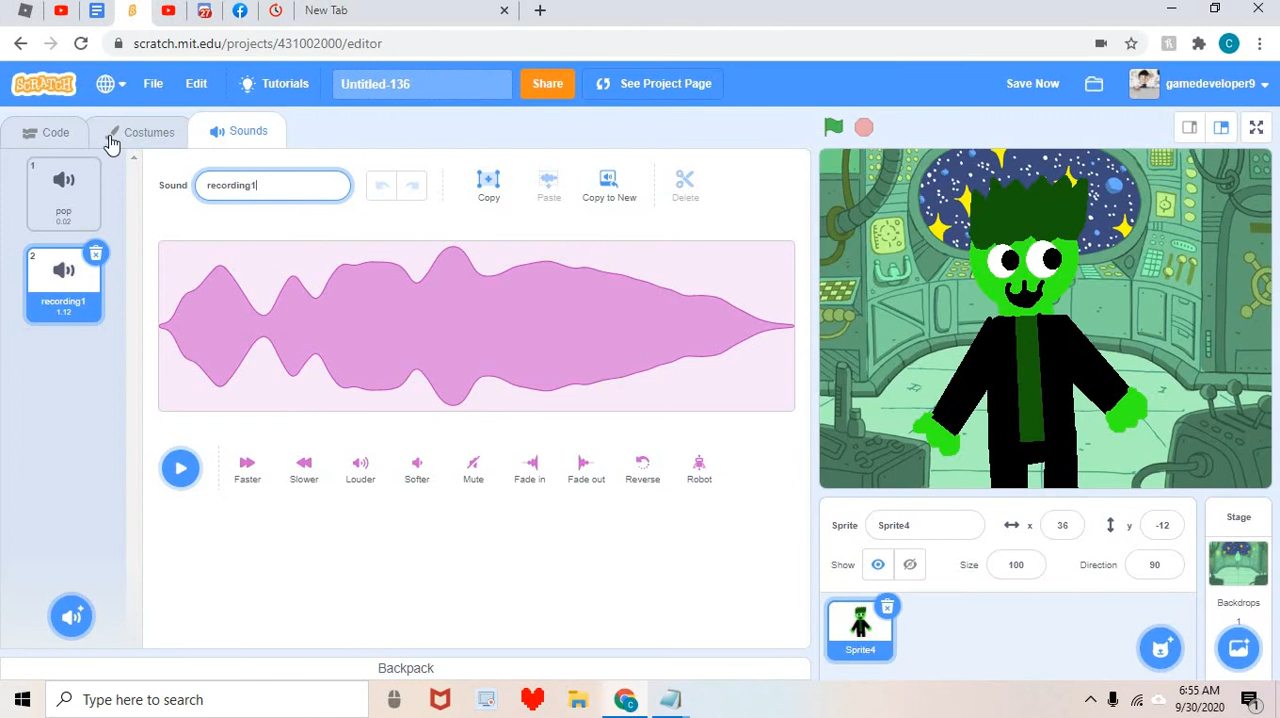 27
New Tab
scratch.mit.edu/projects/431002000/editor
C
SCRATCH
File
Edit
Tutorials
Untitled-136
Share
See Project Page
Save Now
gamedeveloper9
Code
Costumes
Sounds
1
pop
0.02
2
recording1
1.12
Sound
recording1
Copy
Paste
Copy to New
Delete
Faster
Slower
Louder
Softer
Mute
Fade in
Fade out
Reverse
Robot
Sprite
Sprite4
x
36
y
-12
Show
Size
100
Direction
90
Sprite4
Stage
Backdrops
1
Backpack
Type here to search
6:55 AM
9/30/2020